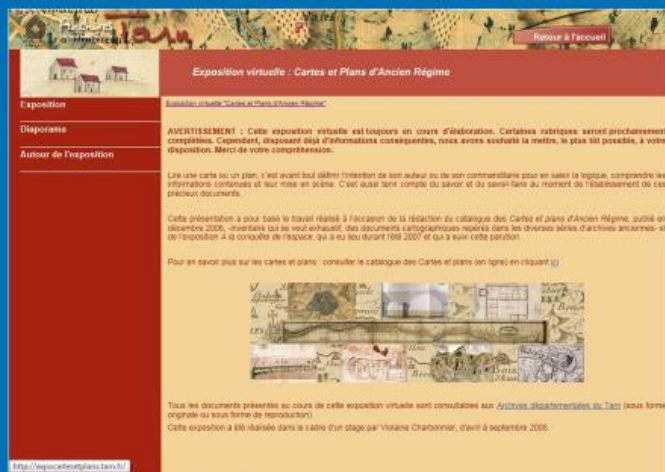 Archives
Tarn
Retour à l'accueil
Exposition virtuelle : Cartes et Plans d'Ancien Régime
Exposition
Diaporama
Autour de l'exposition
Exposition virtuelle "Cartes et Plans d'Ancien Régime"
AVERTISSEMENT : Cette exposition virtuelle est toujours en cours d'élaboration. Certaines rubriques seront prochainement
complétées. Cependant, disposant déjà d'informations conséquentes, nous avons souhaité la mettre, le plus tôt possible, à votre
disposition. Merci de votre compréhension.
Lire une carte ou un plan, c'est avant tout définir l'intention de son auteur ou de son commanditaire pour en saisir la logique, comprendre les
informations contenues et leur mise en scène. C'est aussi tenir compte du savoir et du savoir-faire au moment de l'établissement de ces
précieux documents.
Cette présentation a pour base le travail réalisé à l'occasion de la rédaction du catalogue des Cartes et plans d'Ancien Régime, publié en
décembre 2006, -inventaire qui se veut exhaustif, des documents cartographiques repérés dans les diverses séries d'archives anciennes- et
de l'exposition A la conquête de l'espace, qui a eu lieu durant l'été 2007 et qui a suivi cette parution.
Pour en savoir plus sur les cartes et plans : consulter le catalogue des Cartes et plans (en ligne) en cliquant ici
Tous les documents présentés au cours de cette exposition virtuelle sont consultables aux Archives départementales du Tarn (sous forme
originale ou sous forme de reproduction)
Cette exposition a été réalisée dans le cadre d'un stage par Violaine Charbonnier, d'avril à septembre 2008.
http://expocartesetplans.tarn.fr/